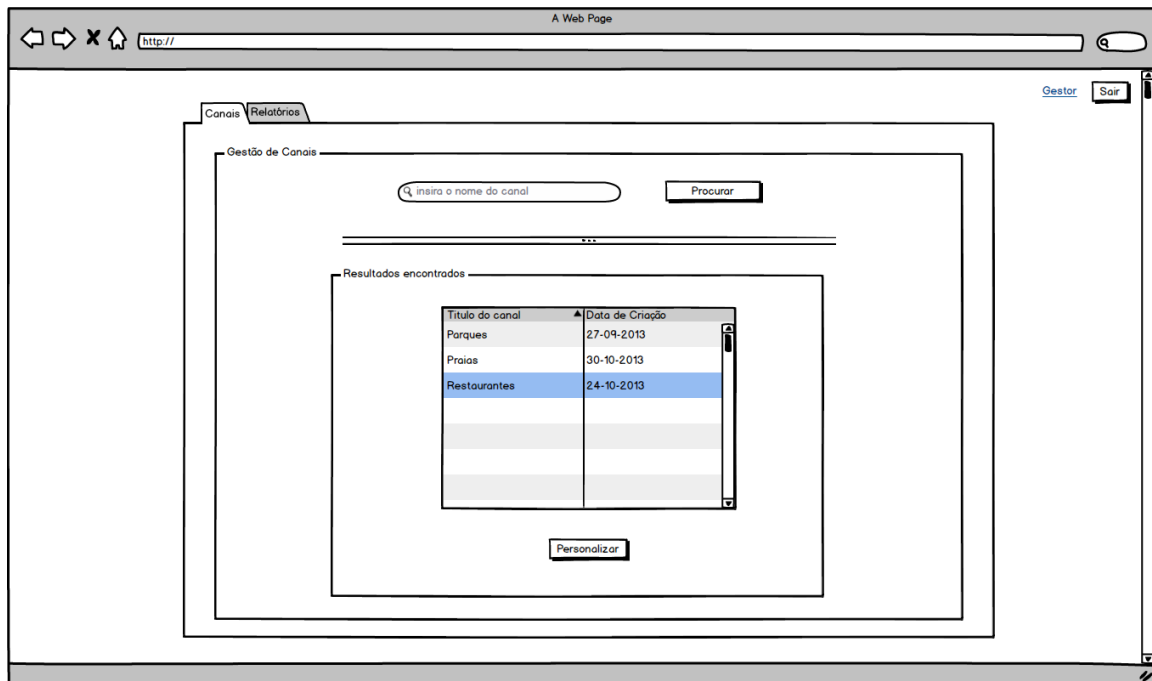 A Web Page
http://
Gestor Sair
Canais Relatórios
Gestão de Canais
insira o nome do canal Procurar
Resultados encontrados
Titulo do canal Data de Criação
Parques 27-09-2013
Praias 30-10-2013
Restaurantes 24-10-2013
Personalizar